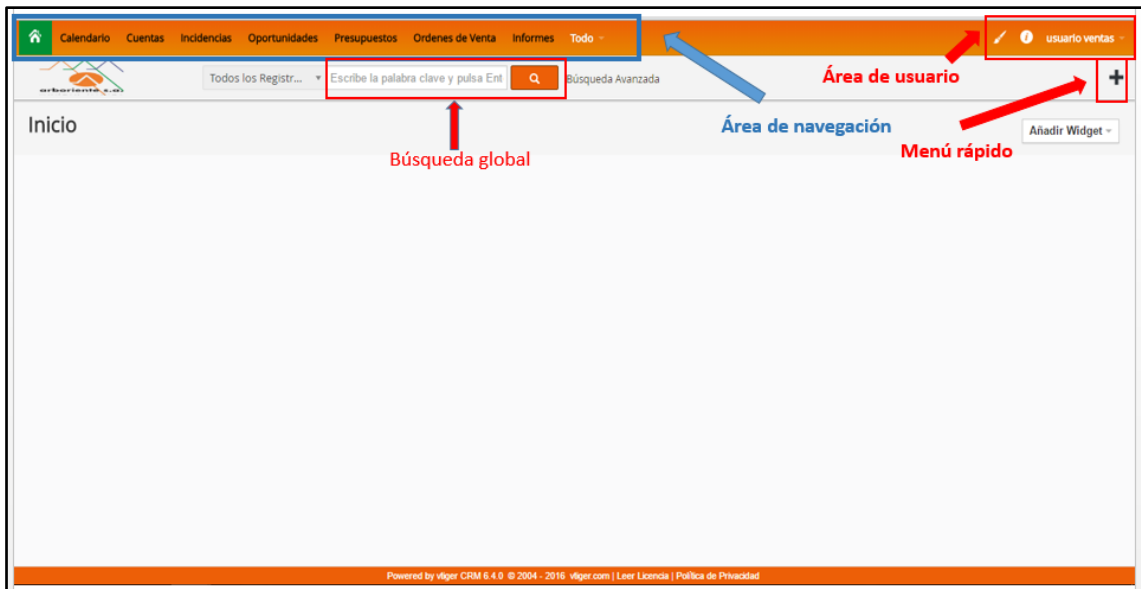 Calendario Cuentas Incidencias Oportunidades Presupuestos Ordenes de Venta Informes Todo usuario ventas
arboriente s.a.
Todos los Registr... Escribe la palabra clave y pulsa Ent Búsqueda Avanzada
Área de usuario
Inicio
Área de navegación
Añadir Widget
Búsqueda global
Menú rápido
Powered by vtiger CRM 6.4.0 © 2004 - 2016 vtiger.com | Leer Licencia | Política de Privacidad